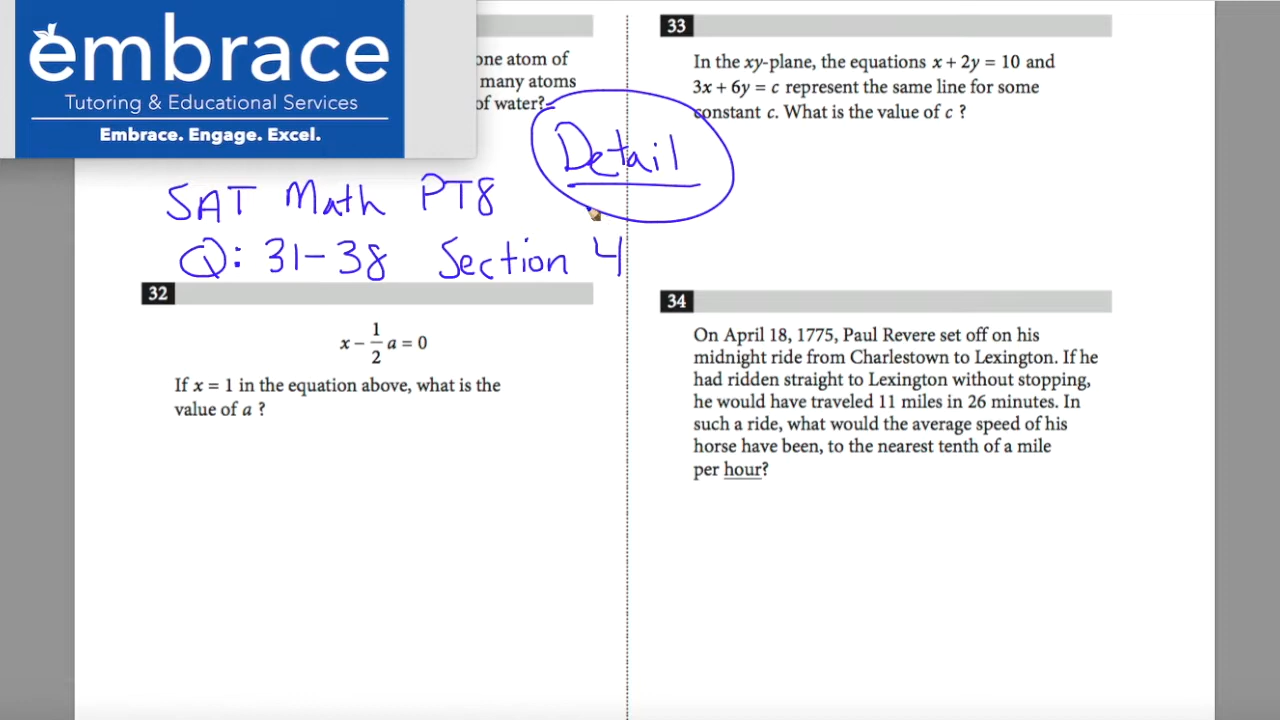 embrace
Tutoring & Educational Services
Embrace. Engage. Excel.
one atom of
many atoms
of water?
SAT Math PT8
Q: 31-38 Section 4
Detail
32
x - 1/2 a = 0
If x = 1 in the equation above, what is the
value of a ?
33
In the xy-plane, the equations x + 2y = 10 and
3x + 6y = c represent the same line for some
constant c. What is the value of c ?
34
On April 18, 1775, Paul Revere set off on his
midnight ride from Charlestown to Lexington. If he
had ridden straight to Lexington without stopping,
he would have traveled 11 miles in 26 minutes. In
such a ride, what would the average speed of his
horse have been, to the nearest tenth of a mile
per hour?